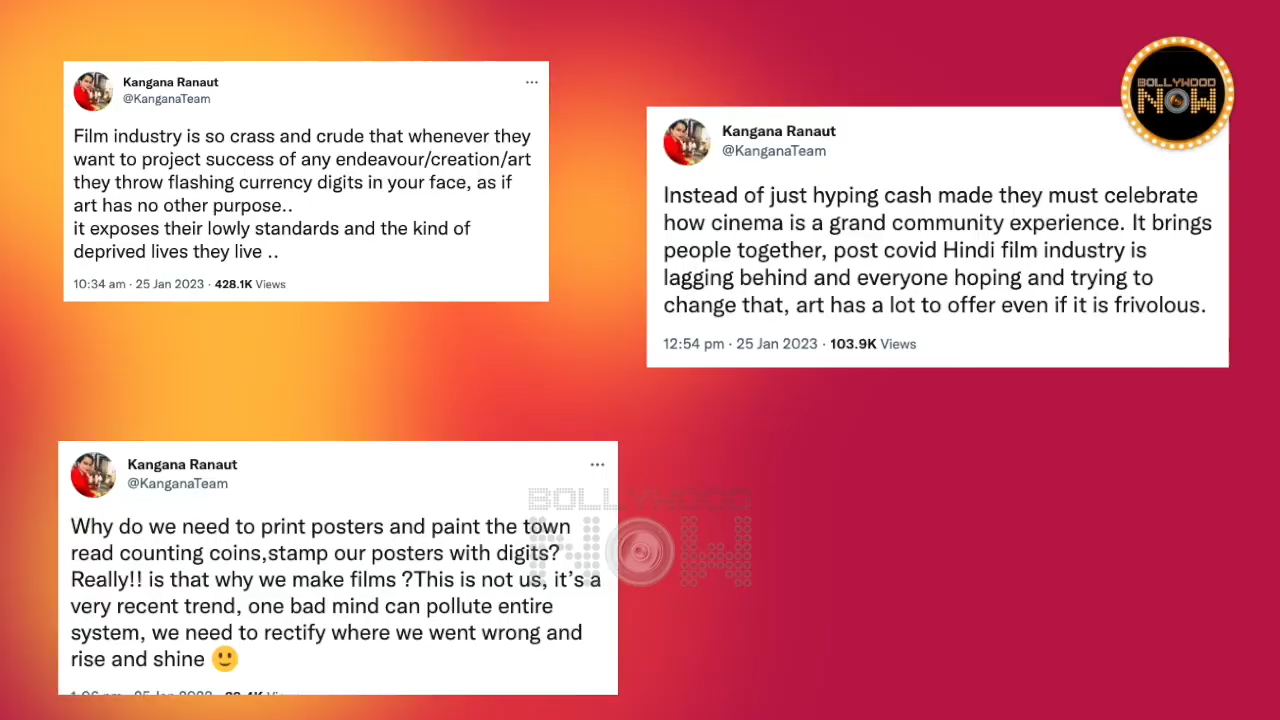 Kangana Ranaut
@KanganaTeam
Film industry is so crass and crude that whenever they
want to project success of any endeavour/creation/art
they throw flashing currency digits in your face, as if
art has no other purpose..
it exposes their lowly standards and the kind of
deprived lives they live ..
10:34 am · 25 Jan 2023 · 428.1K Views
BOLLYWOOD
NOW
Kangana Ranaut
@KanganaTeam
Instead of just hyping cash made they must celebrate
how cinema is a grand community experience. It brings
people together, post covid Hindi film industry is
lagging behind and everyone hoping and trying to
change that, art has a lot to offer even if it is frivolous.
12:54 pm · 25 Jan 2023 · 103.9K Views
Kangana Ranaut
@KanganaTeam
Why do we need to print posters and paint the town
read counting coins,stamp our posters with digits?
Really!! is that why we make films ?This is not us, it's a
very recent trend, one bad mind can pollute entire
system, we need to rectify where we went wrong and
rise and shine 🙂
BOLLYWOOD
NOW